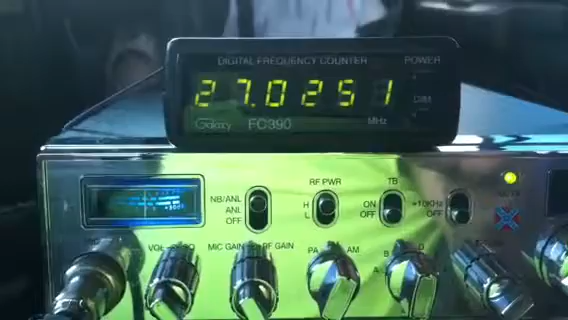 DIGITAL FREQUENCY COUNTER POWER
27.0251
DIM
Galaxy FC390 MHz
RF PWR TB
NB/ANL
ANL
OFF
H
L
ON
OFF
+10KHz
OFF
VOL
MIC GAIN RF GAIN
PA AM
B D
A